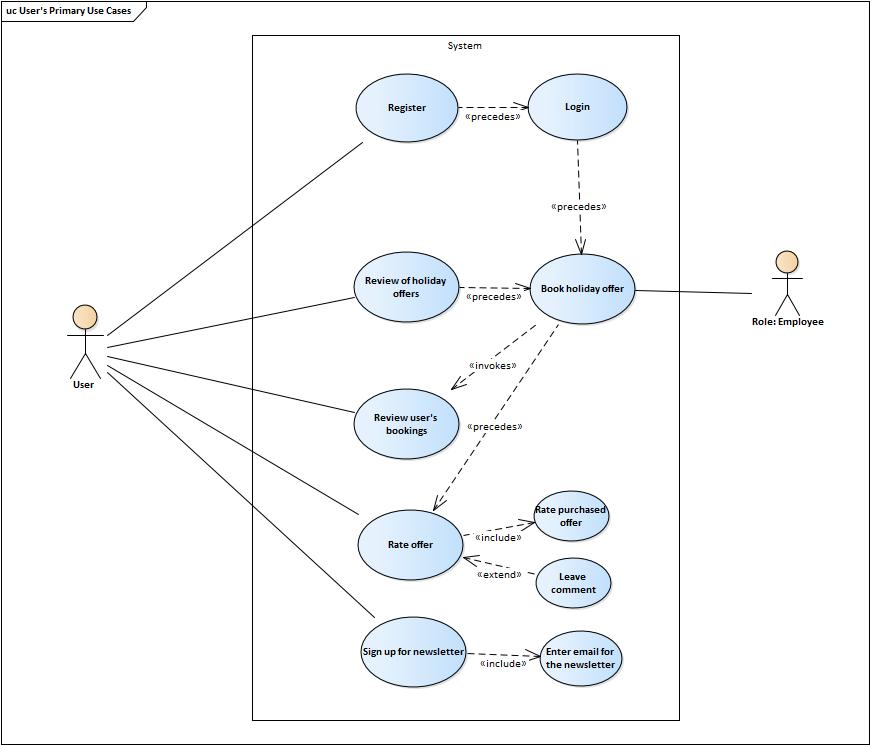 uc User's Primary Use Cases
System
Register
«precedes»
Login
«precedes»
Review of holiday
offers
«precedes»
Book holiday offer
Role: Employee
User
«invokes»
Review user's
bookings
«precedes»
Rate offer
«include»
Rate purchased
offer
«extend»
Leave
comment
Sign up for newsletter
«include»
Enter email for
the newsletter